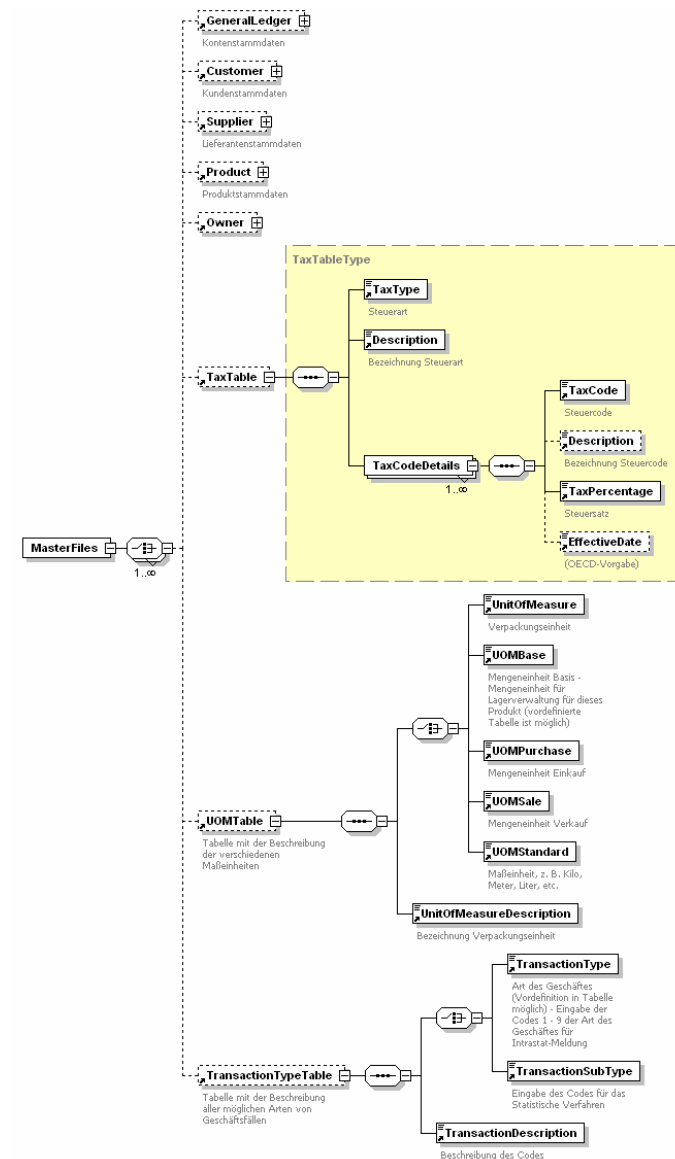 GeneralLedger
Kontenstammdaten
Customer
Kundenstammdaten
Supplier
Lieferantenstammdaten
Product
Produktstammdaten
Owner
TaxTableType
TaxType
Steuerart
Description
Bezeichnung Steuerart
TaxTable
TaxCode
Steuercode
Description
Bezeichnung Steuercode
TaxCodeDetails
1..∞
TaxPercentage
Steuersatz
EffectiveDate
(OECD-Vorgabe)
MasterFiles
1..∞
UnitOfMeasure
Verpackungseinheit
UOMBase
Mengeneinheit Basis -
Mengeneinheit für
Lagerverwaltung für dieses
Produkt (vordefinierte
Tabelle ist möglich)
UOMPurchase
Mengeneinheit Einkauf
UOMSale
Mengeneinheit Verkauf
UOMStandard
Maßeinheit, z. B. Kilo,
Meter, Liter, etc.
UOMTable
Tabelle mit der Beschreibung
der verschiedenen
Maßeinheiten
UnitOfMeasureDescription
Bezeichnung Verpackungseinheit
TransactionType
Art des Geschäftes
(Vordefinition in Tabelle
möglich) - Eingabe der
Codes 1 - 9 der Art des
Geschäftes für
Intrastat-Meldung
TransactionSubType
Eingabe des Codes für das
Statistische Verfahren
TransactionTypeTable
Tabelle mit der Beschreibung
aller möglichen Arten von
Geschäftsfällen
TransactionDescription
Beschreibung des Codes